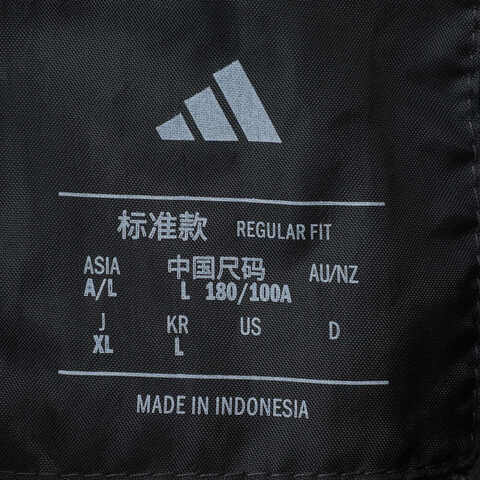 标准款 REGULAR FIT
ASIA 中国尺码 AU/NZ
A/L L 180/100A
J KR US D
XL L
MADE IN INDONESIA